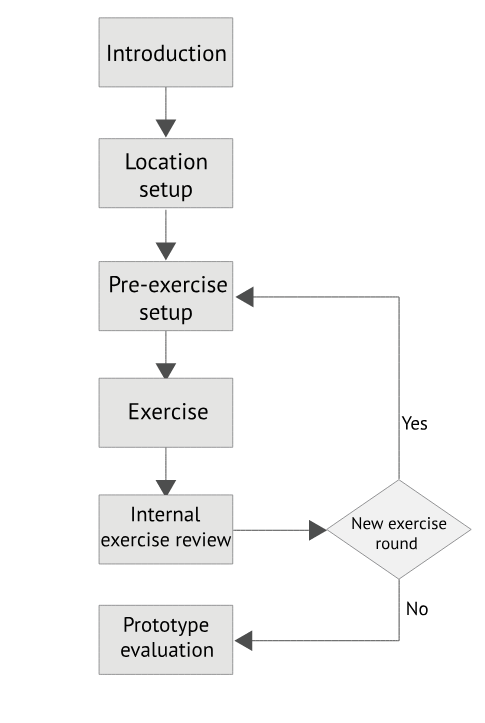 Introduction
Location
setup
Pre-exercise
setup
Exercise
Yes
Internal
exercise review
New exercise
round
No
Prototype
evaluation